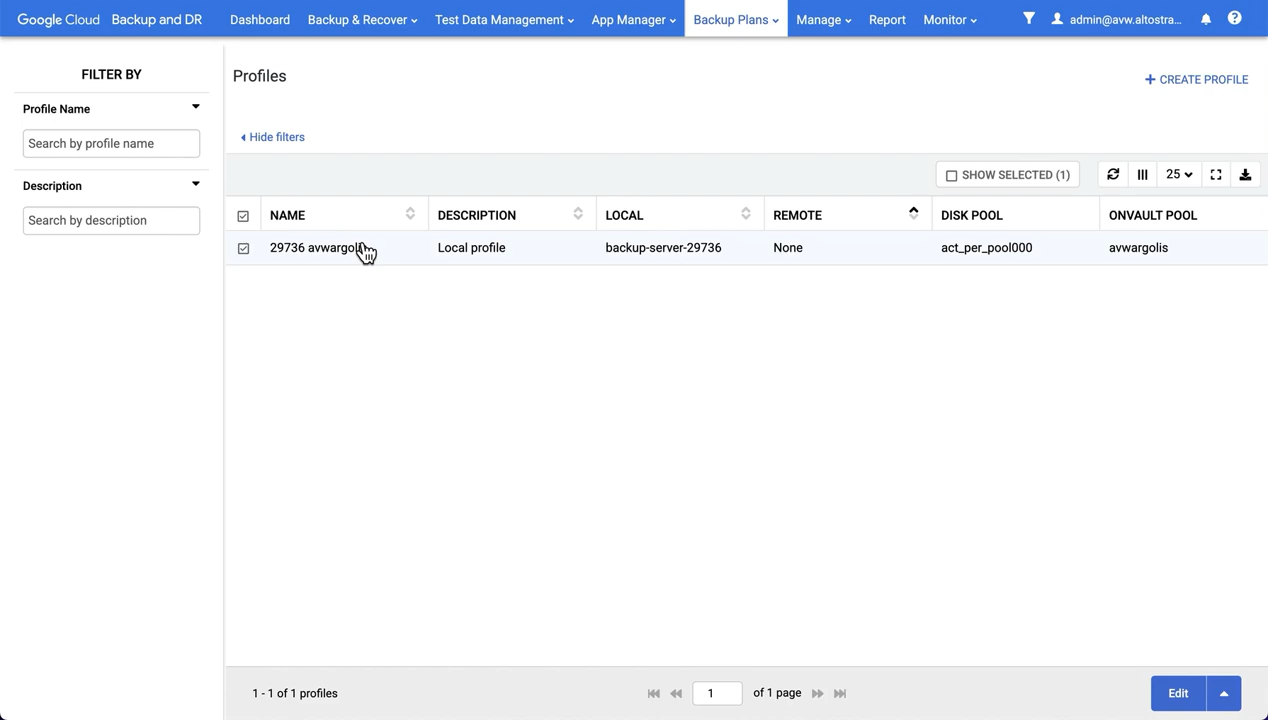 Google Cloud Backup and DR Dashboard Backup & Recover Test Data Management App Manager Backup Plans Manage Report Monitor admin@avw.altostra...
FILTER BY
Profile Name
Search by profile name
Description
Search by description
Profiles
+ CREATE PROFILE
Hide filters
SHOW SELECTED (1) 25
NAME DESCRIPTION LOCAL REMOTE DISK POOL ONVAULT POOL
29736 avwargolis Local profile backup-server-29736 None act_per_pool000 avwargolis
1 - 1 of 1 profiles 1 of 1 page Edit